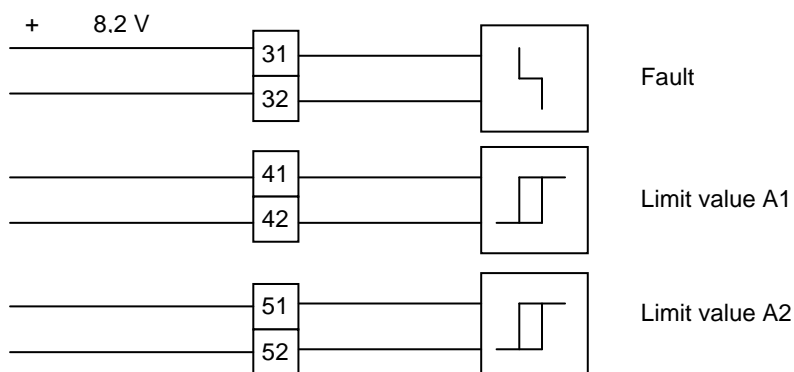 + 8,2 V
31
32
Fault
41
42
Limit value A1
51
52
Limit value A2